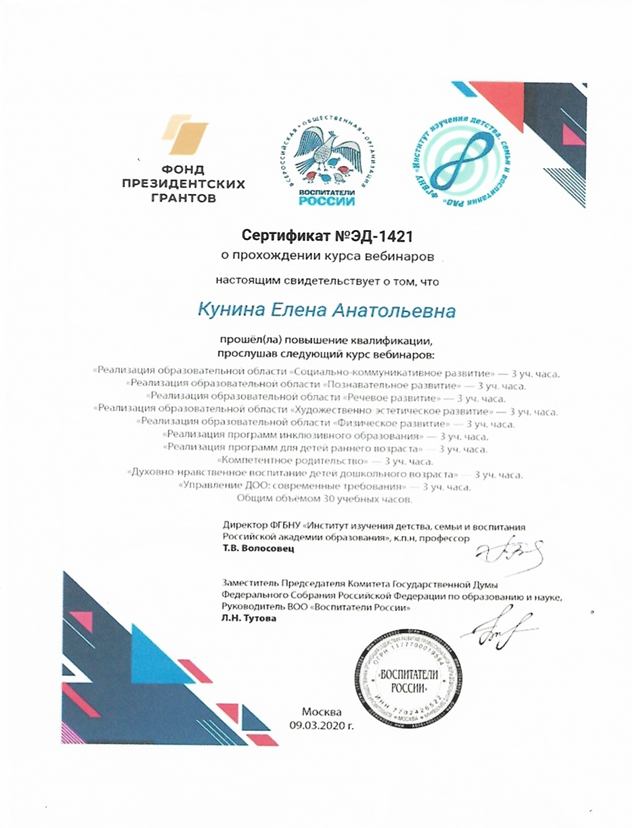 ФОНД
ПРЕЗИДЕНТСКИХ
ГРАНТОВ
ВСЕРОССИЙСКАЯ • ОБЩЕСТВЕННАЯ • ОРГАНИЗАЦИЯ
ВОСПИТАТЕЛИ
РОССИИ
ФГБНУ «Институт изучения детства, семьи и воспитания РАО»
Сертификат №ЭД-1421
о прохождении курса вебинаров
настоящим свидетельствует о том, что
Кунина Елена Анатольевна
прошёл(ла) повышение квалификации,
прослушав следующий курс вебинаров:
«Реализация образовательной области «Социально-коммуникативное развитие» — 3 уч. часа.
«Реализация образовательной области «Познавательное развитие» — 3 уч. часа.
«Реализация образовательной области «Речевое развитие» — 3 уч. часа.
«Реализация образовательной области «Художественно-эстетическое развитие» — 3 уч. часа.
«Реализация образовательной области «Физическое развитие» — 3 уч. часа.
«Реализация программ инклюзивного образования» — 3 уч. часа.
«Реализация программ для детей раннего возраста» — 3 уч. часа.
«Компетентное родительство» — 3 уч. часа.
«Духовно-нравственное воспитание детей дошкольного возраста» — 3 уч. часа.
«Управление ДОО: современные требования» — 3 уч. часа.
Общим объемом 30 учебных часов.
Директор ФГБНУ «Институт изучения детства, семьи и воспитания
Российской академии образования», к.п.н, профессор
Т.В. Волосовец
Заместитель Председателя Комитета Государственной Думы
Федерального Собрания Российской Федерации по образованию и науке,
Руководитель ВОО «Воспитатели России»
Л.Н. Тутова
«ВОСПИТАТЕЛИ
РОССИИ»
МОСКВА
Москва
09.03.2020 г.